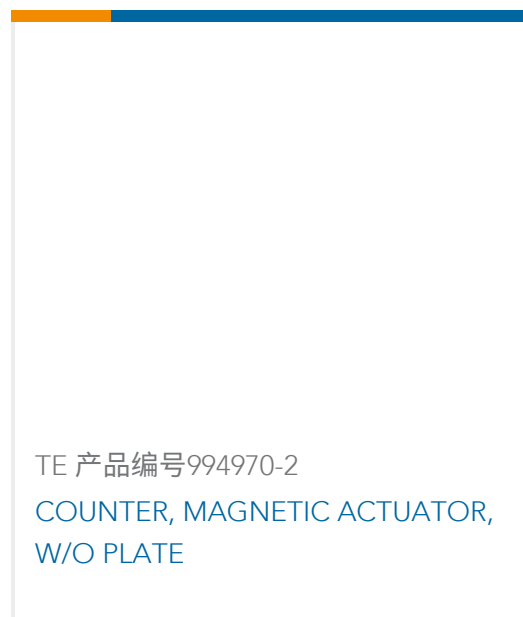 TE 产品编号994970-2
COUNTER, MAGNETIC ACTUATOR,
W/O PLATE